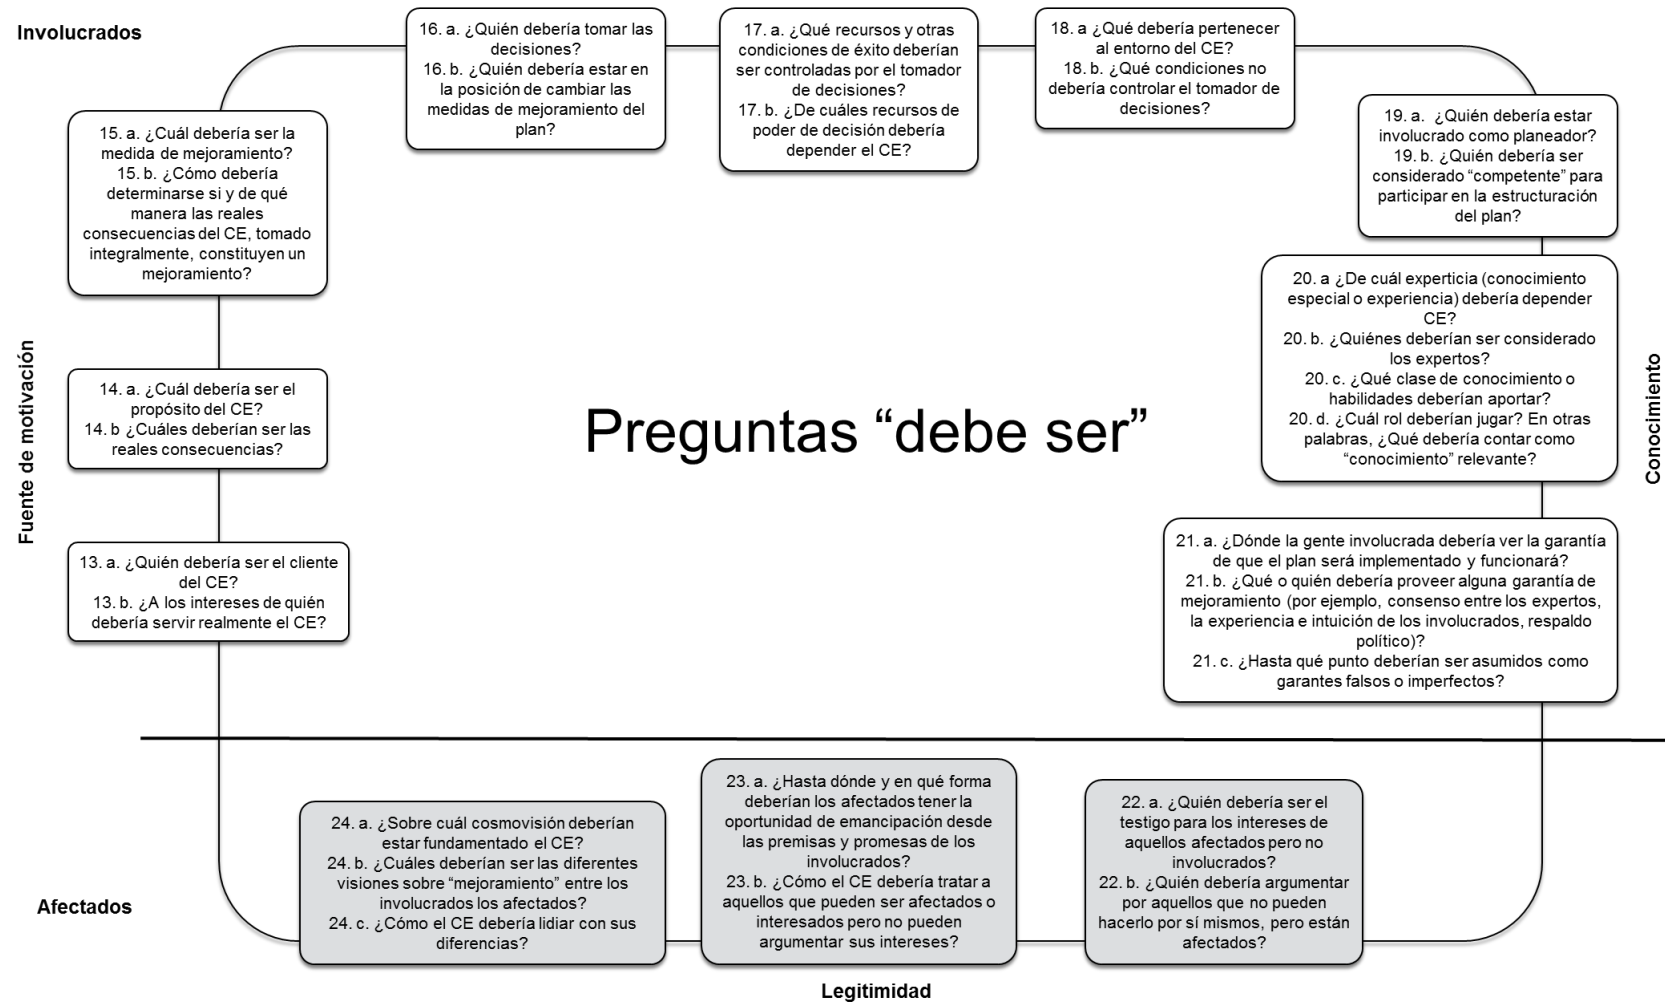 Involucrados
16. a. ¿Quién debería tomar las
decisiones?
16. b. ¿Quién debería estar en
la posición de cambiar las
medidas de mejoramiento del
plan?
17. a. ¿Qué recursos y otras
condiciones de éxito deberían
ser controladas por el tomador
de decisiones?
17. b. ¿De cuáles recursos de
poder de decisión debería
depender el CE?
18. a ¿Qué debería pertenecer
al entorno del CE?
18. b. ¿Qué condiciones no
debería controlar el tomador de
decisiones?
15. a. ¿Cuál debería ser la
medida de mejoramiento?
15. b. ¿Cómo debería
determinarse si y de qué
manera las reales
consecuencias del CE, tomado
integralmente, constituyen un
mejoramiento?
19. a. ¿Quién debería estar
involucrado como planeador?
19. b. ¿Quién debería ser
considerado “competente” para
participar en la estructuración
del plan?
20. a ¿De cuál experticia (conocimiento
especial o experiencia) debería depender
CE?
20. b. ¿Quiénes deberían ser considerado
los expertos?
20. c. ¿Qué clase de conocimiento o
habilidades deberían aportar?
20. d. ¿Cuál rol deberían jugar? En otras
palabras, ¿Qué debería contar como
“conocimiento” relevante?
Fuente de motivación
14. a. ¿Cuál debería ser el
propósito del CE?
14. b ¿Cuáles deberían ser las
reales consecuencias?
Preguntas “debe ser”
Conocimiento
13. a. ¿Quién debería ser el cliente
del CE?
13. b. ¿A los intereses de quién
debería servir realmente el CE?
21. a. ¿Dónde la gente involucrada debería ver la garantía
de que el plan será implementado y funcionará?
21. b. ¿Qué o quién debería proveer alguna garantía de
mejoramiento (por ejemplo, consenso entre los expertos,
la experiencia e intuición de los involucrados, respaldo
político)?
21. c. ¿Hasta qué punto deberían ser asumidos como
garantes falsos o imperfectos?
24. a. ¿Sobre cuál cosmovisión deberían
estar fundamentado el CE?
24. b. ¿Cuáles deberían ser las diferentes
visiones sobre “mejoramiento” entre los
involucrados los afectados?
24. c. ¿Cómo el CE debería lidiar con sus
diferencias?
23. a. ¿Hasta dónde y en qué forma
deberían los afectados tener la
oportunidad de emancipación desde
las premisas y promesas de los
involucrados?
23. b. ¿Cómo el CE debería tratar a
aquellos que pueden ser afectados o
interesados pero no pueden
argumentar sus intereses?
22. a. ¿Quién debería ser el
testigo para los intereses de
aquellos afectados pero no
involucrados?
22. b. ¿Quién debería argumentar
por aquellos que no pueden
hacerlo por sí mismos, pero están
afectados?
Afectados
Legitimidad